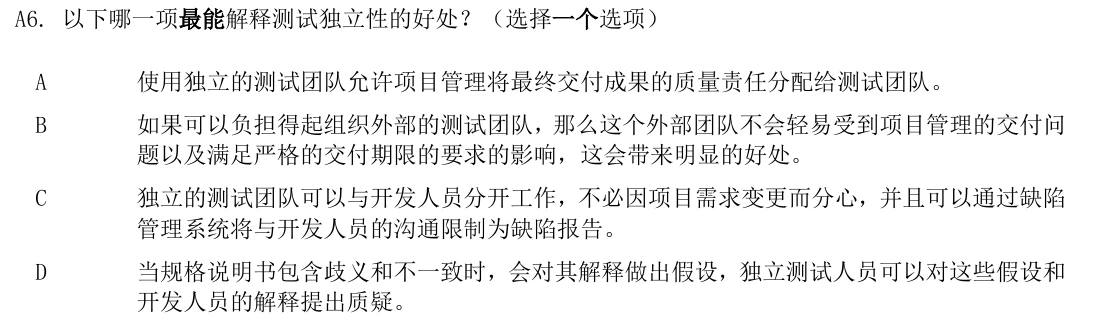 A6. 以下哪一项最能解释测试独立性的好处？（选择一个选项）
A 使用独立的测试团队允许项目管理将最终交付成果的质量责任分配给测试团队。
B 如果可以负担得起组织外部的测试团队，那么这个外部团队不会轻易受到项目管理的交付问
题以及满足严格的交付期限的要求的影响，这会带来明显的好处。
C 独立的测试团队可以与开发人员分开工作，不必因项目需求变更而分心，并且可以通过缺陷
管理系统将与开发人员的沟通限制为缺陷报告。
D 当规格说明书包含歧义和不一致时，会对其解释做出假设，独立测试人员可以对这些假设和
开发人员的解释提出质疑。